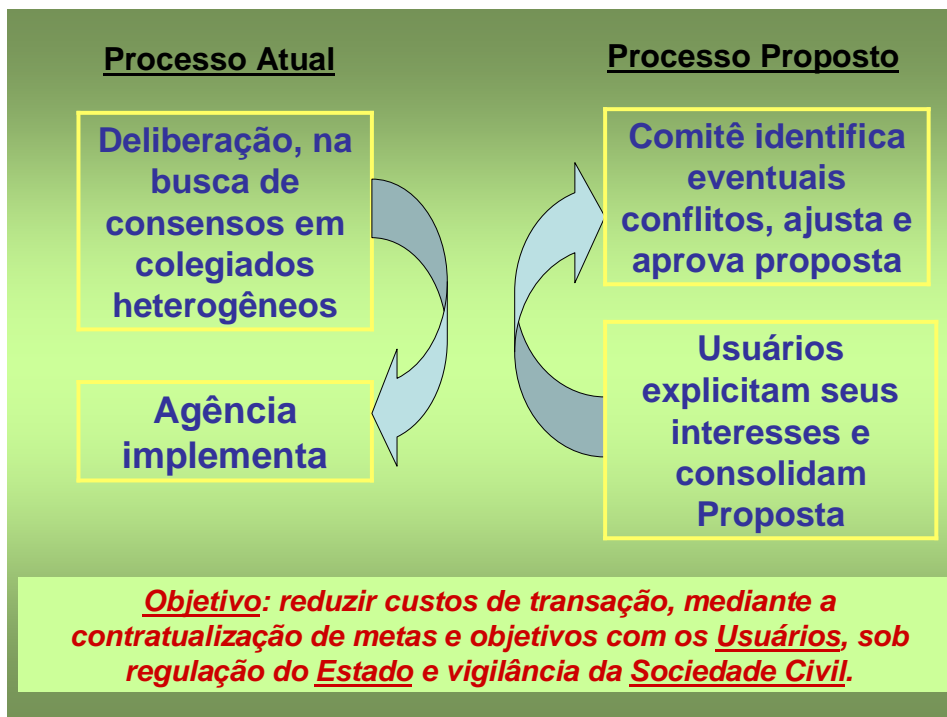 Processo Atual
Deliberação, na
busca de
consensos em
colegiados
heterogêneos
Agência
implementa
Processo Proposto
Comitê identifica
eventuais
conflitos, ajusta e
aprova proposta
Usuários
explicitam seus
interesses e
consolidam
Proposta
Objetivo: reduzir custos de transação, mediante a
contratualização de metas e objetivos com os Usuários, sob
regulação do Estado e vigilância da Sociedade Civil.